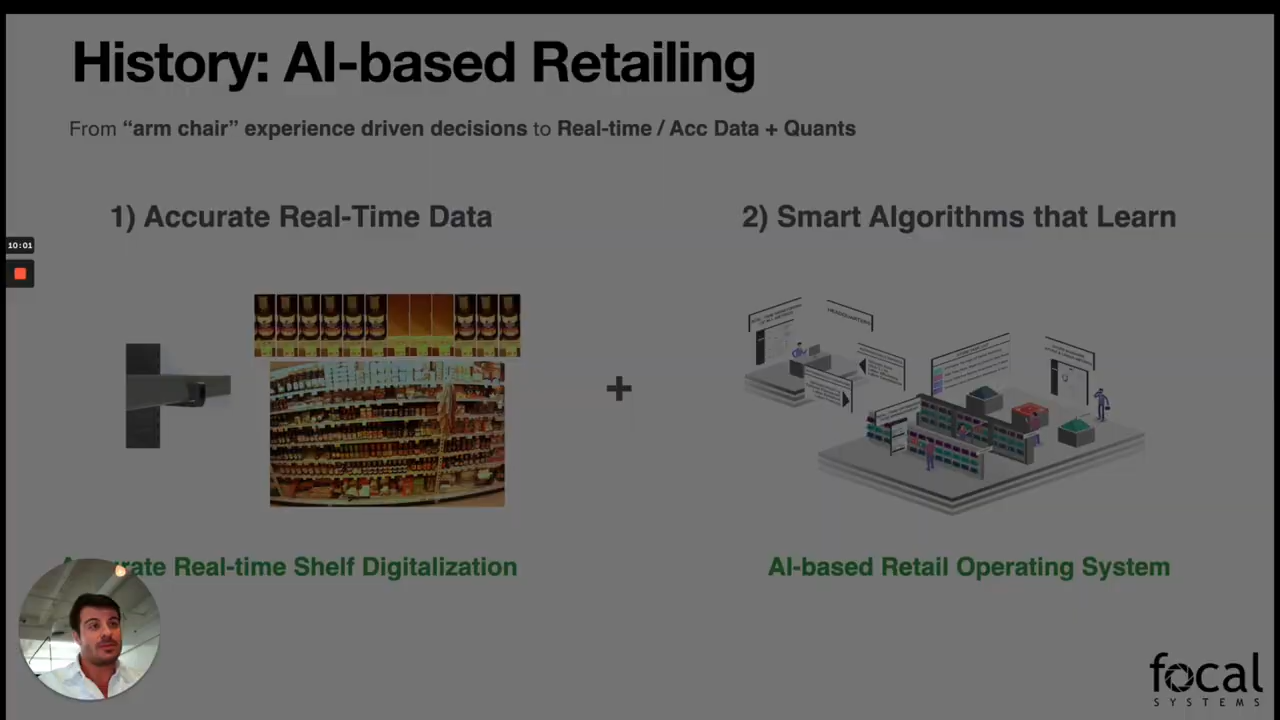 History: AI-based Retailing
From “arm chair” experience driven decisions to Real-time / Acc Data + Quants
1) Accurate Real-Time Data
2) Smart Algorithms that Learn
10:01
+
HEADQUARTERS
Real-time Shelf Digitalization
AI-based Retail Operating System
focal
SYSTEMS